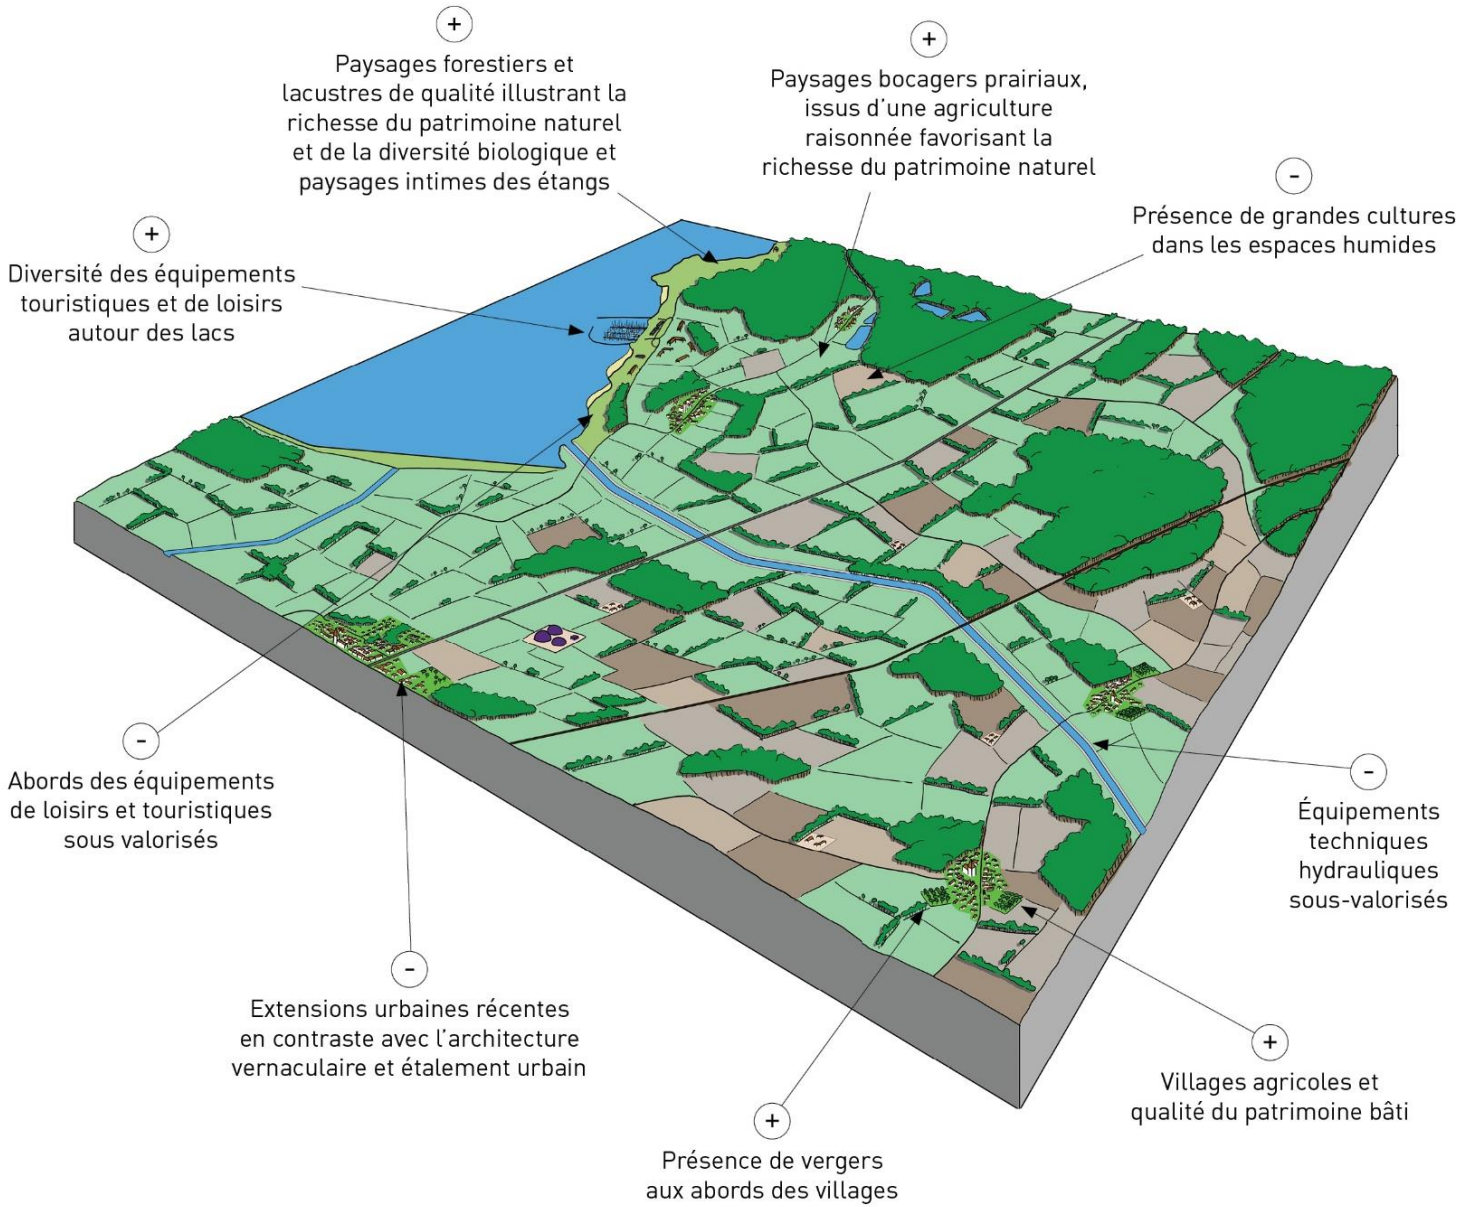 +
Paysages forestiers et
lacustres de qualité illustrant la
richesse du patrimoine naturel
et de la diversité biologique et
paysages intimes des étangs
+
Paysages bocagers prairiaux,
issus d'une agriculture
raisonnée favorisant la
richesse du patrimoine naturel
-
Présence de grandes cultures
dans les espaces humides
+
Diversité des équipements
touristiques et de loisirs
autour des lacs
-
Abords des équipements
de loisirs et touristiques
sous valorisés
-
Équipements
techniques
hydrauliques
sous-valorisés
-
Extensions urbaines récentes
en contraste avec l'architecture
vernaculaire et étalement urbain
+
Villages agricoles et
qualité du patrimoine bâti
+
Présence de vergers
aux abords des villages